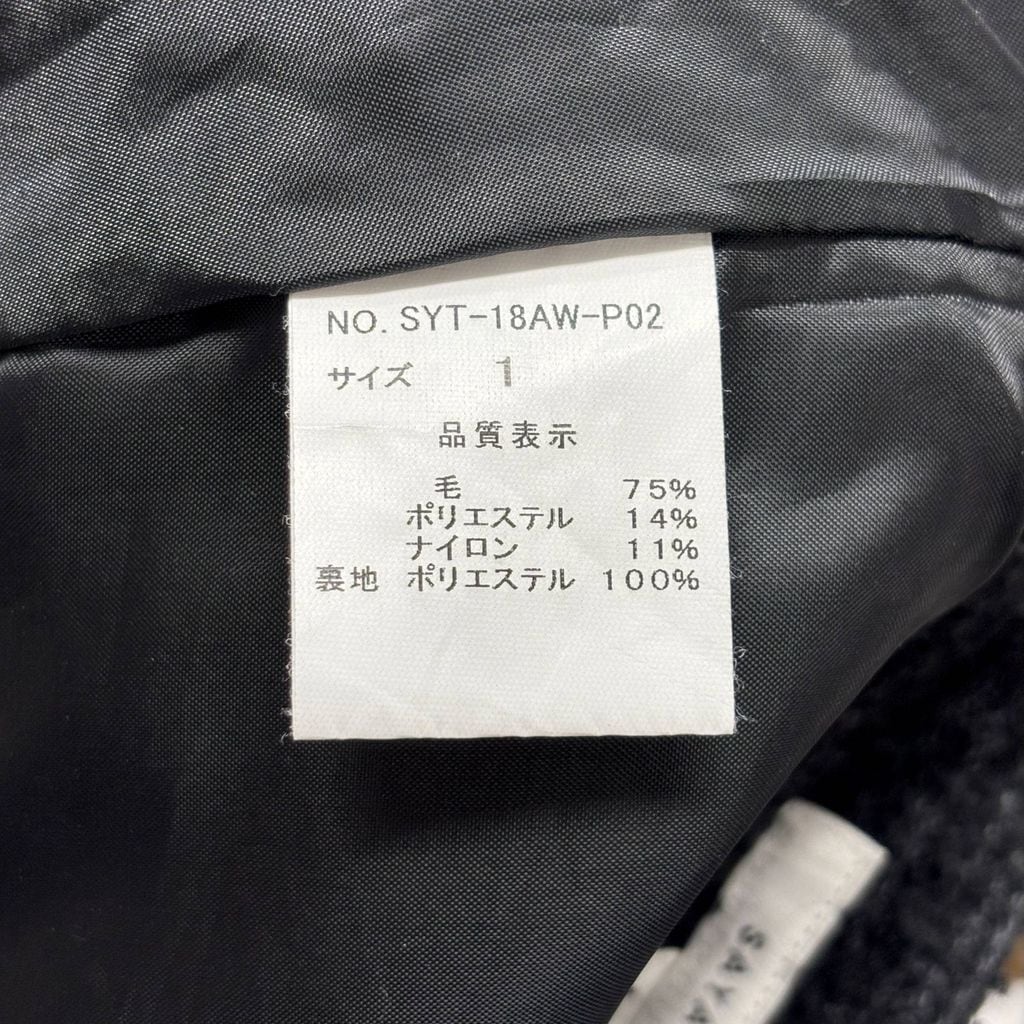 NO. SYT-18AW-P02
サイズ 1
品質表示
毛 75%
ポリエステル 14%
ナイロン 11%
裏地 ポリエステル 100%